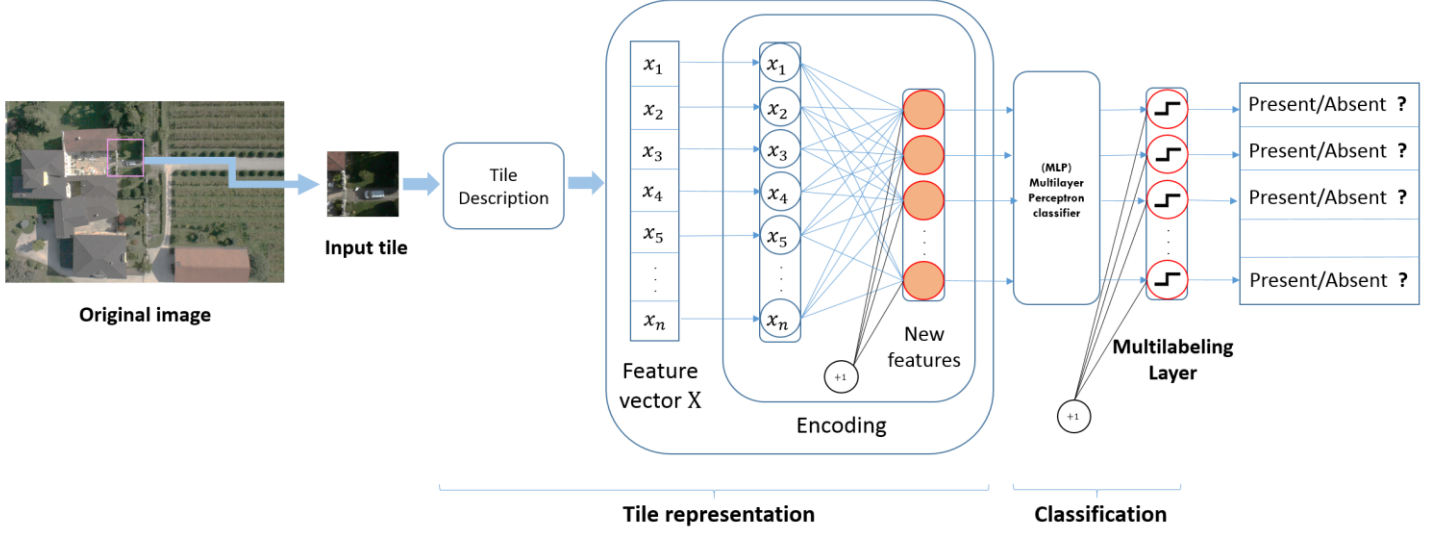 Original image
Input tile
Tile
Description
x₁
x₂
x₃
x₄
x₅
⋮
xₙ
Feature
vector X
x₁
x₂
x₃
x₄
x₅
⋮
xₙ
+1
⋮
New
features
Encoding
(MLP)
Multilayer
Perceptron
classifier
⋮
+1
Multilabeling
Layer
Present/Absent ?
Present/Absent ?
Present/Absent ?
Present/Absent ?
Tile representation
Classification